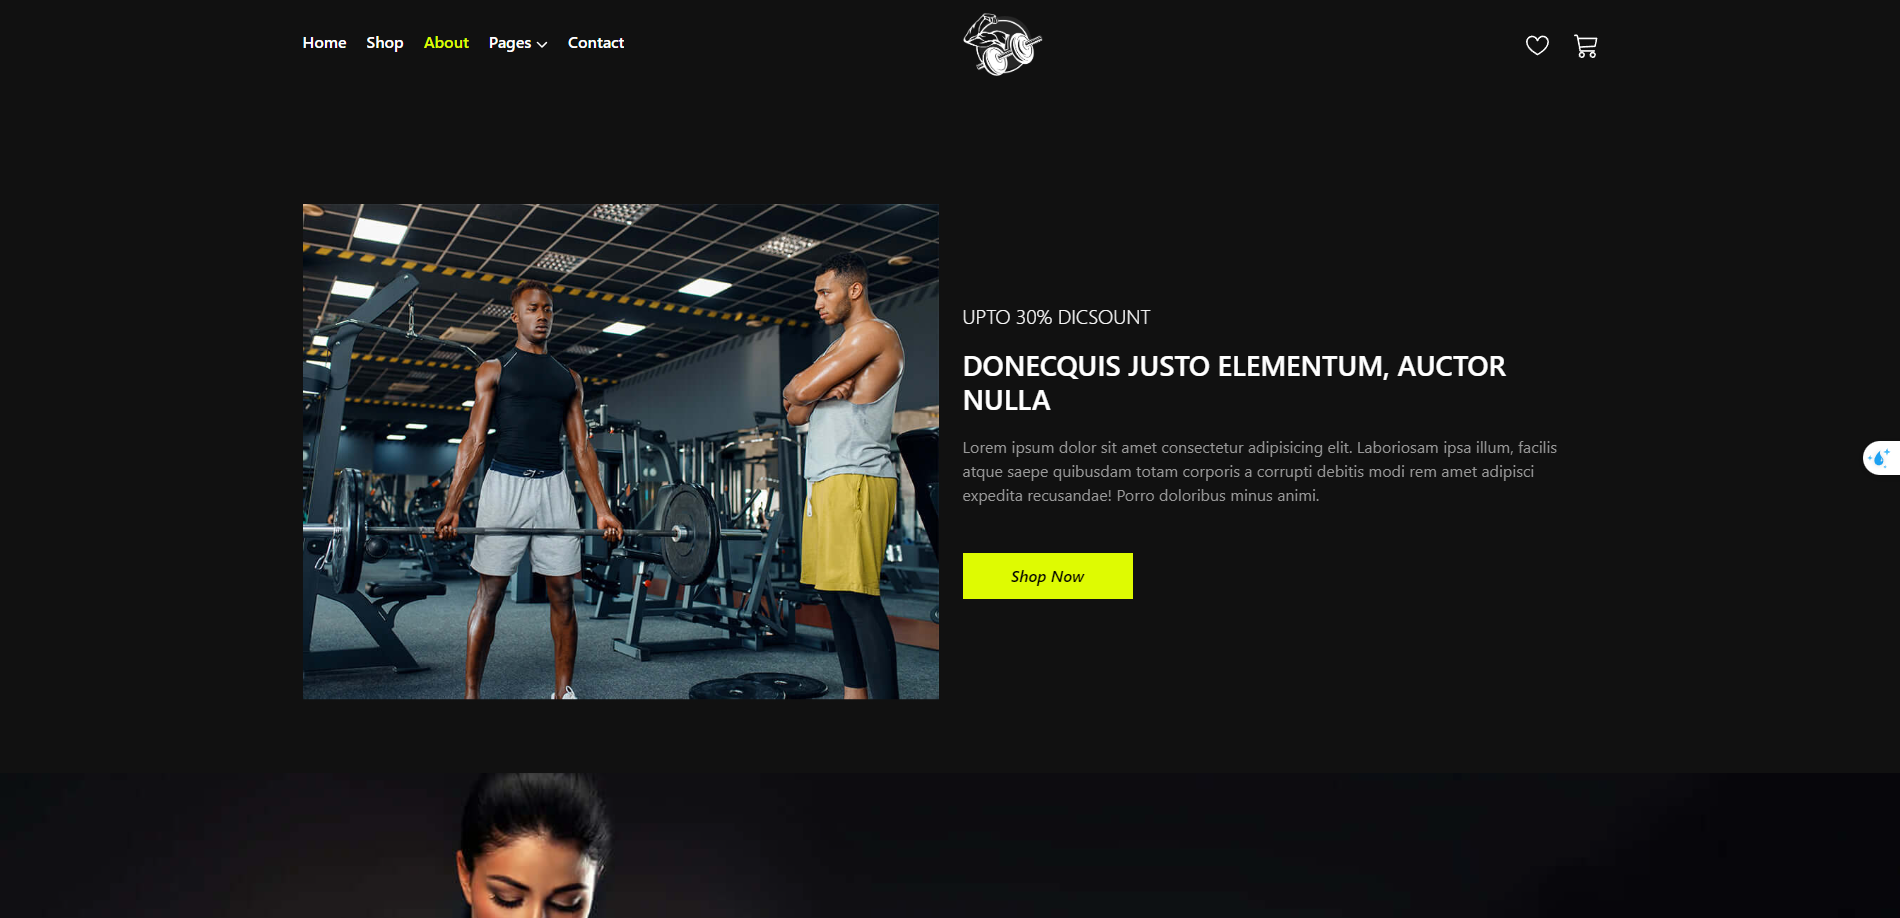 Home Shop About Pages Contact
UPTO 30% DICSOUNT
DONECQUIS JUSTO ELEMENTUM, AUCTOR
NULLA
Lorem ipsum dolor sit amet consectetur adipisicing elit. Laboriosam ipsa illum, facilis
atque saepe quibusdam totam corporis a corrupti debitis modi rem amet adipisci
expedita recusandae! Porro doloribus minus animi.
Shop Now